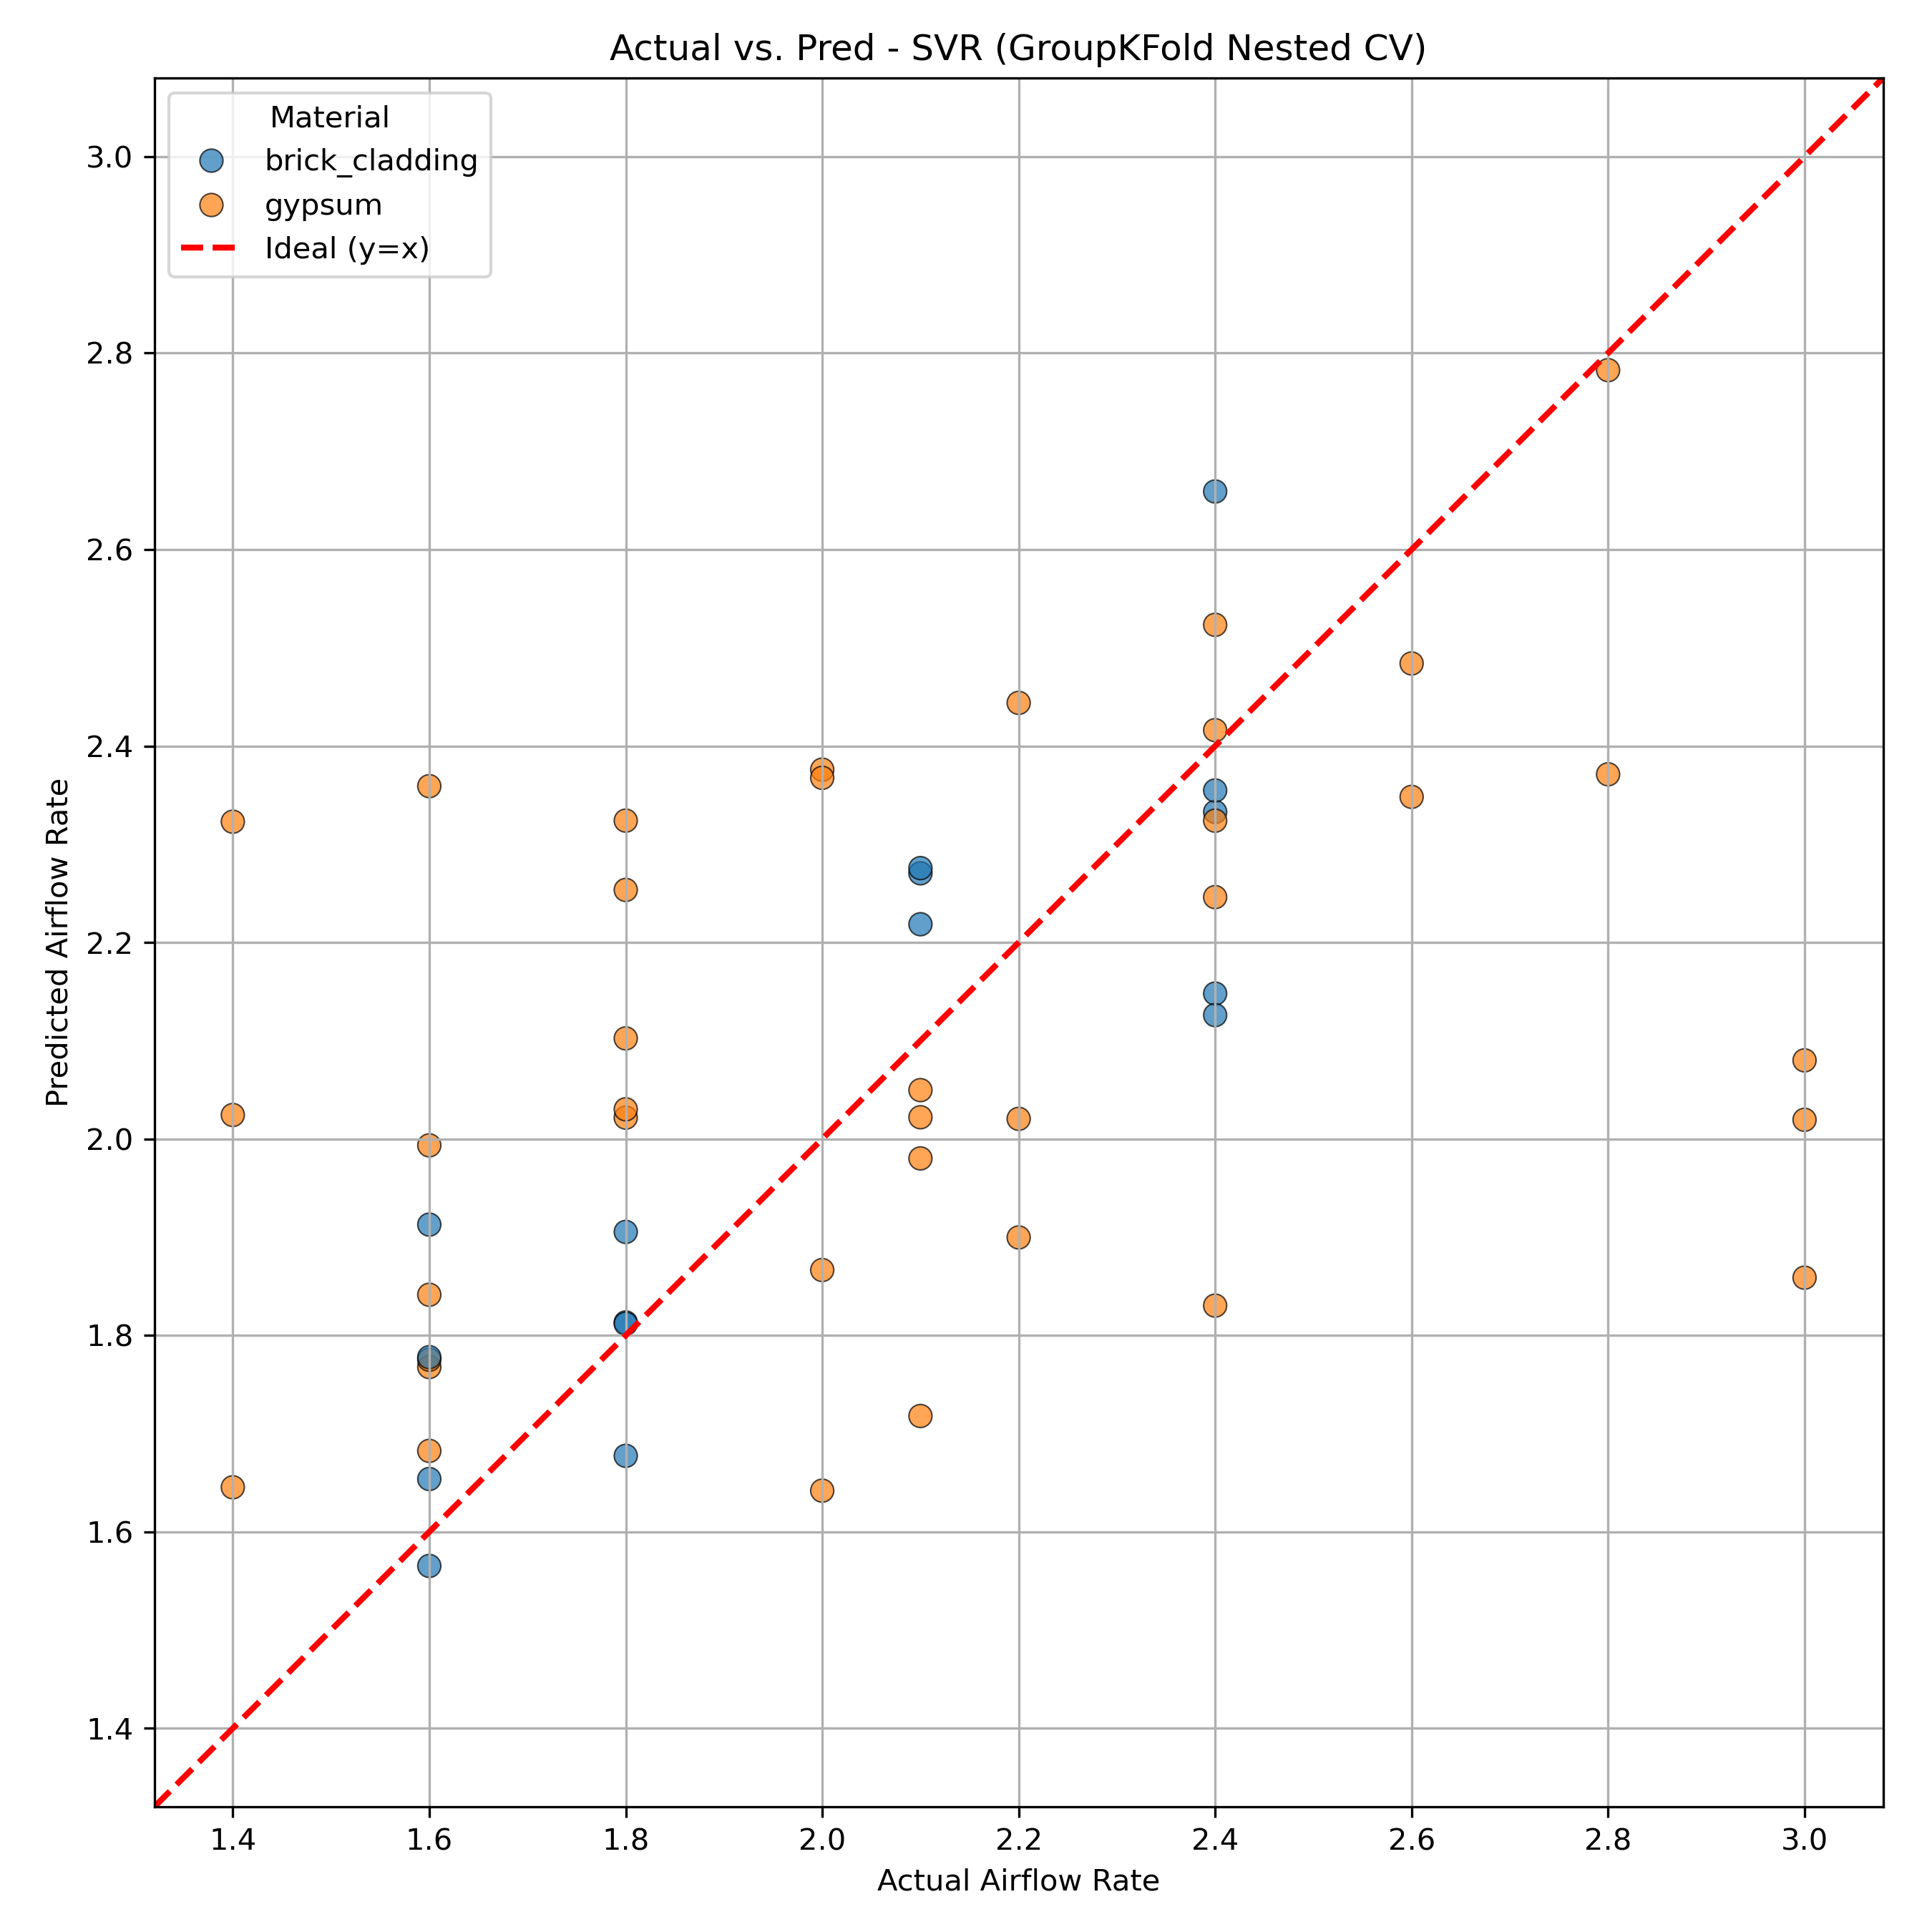 Actual vs. Pred - SVR (GroupKFold Nested CV)
Material
brick_cladding
gypsum
Ideal (y=x)
Predicted Airflow Rate
3.0
2.8
2.6
2.4
2.2
2.0
1.8
1.6
1.4
1.4 1.6 1.8 2.0 2.2 2.4 2.6 2.8 3.0
Actual Airflow Rate